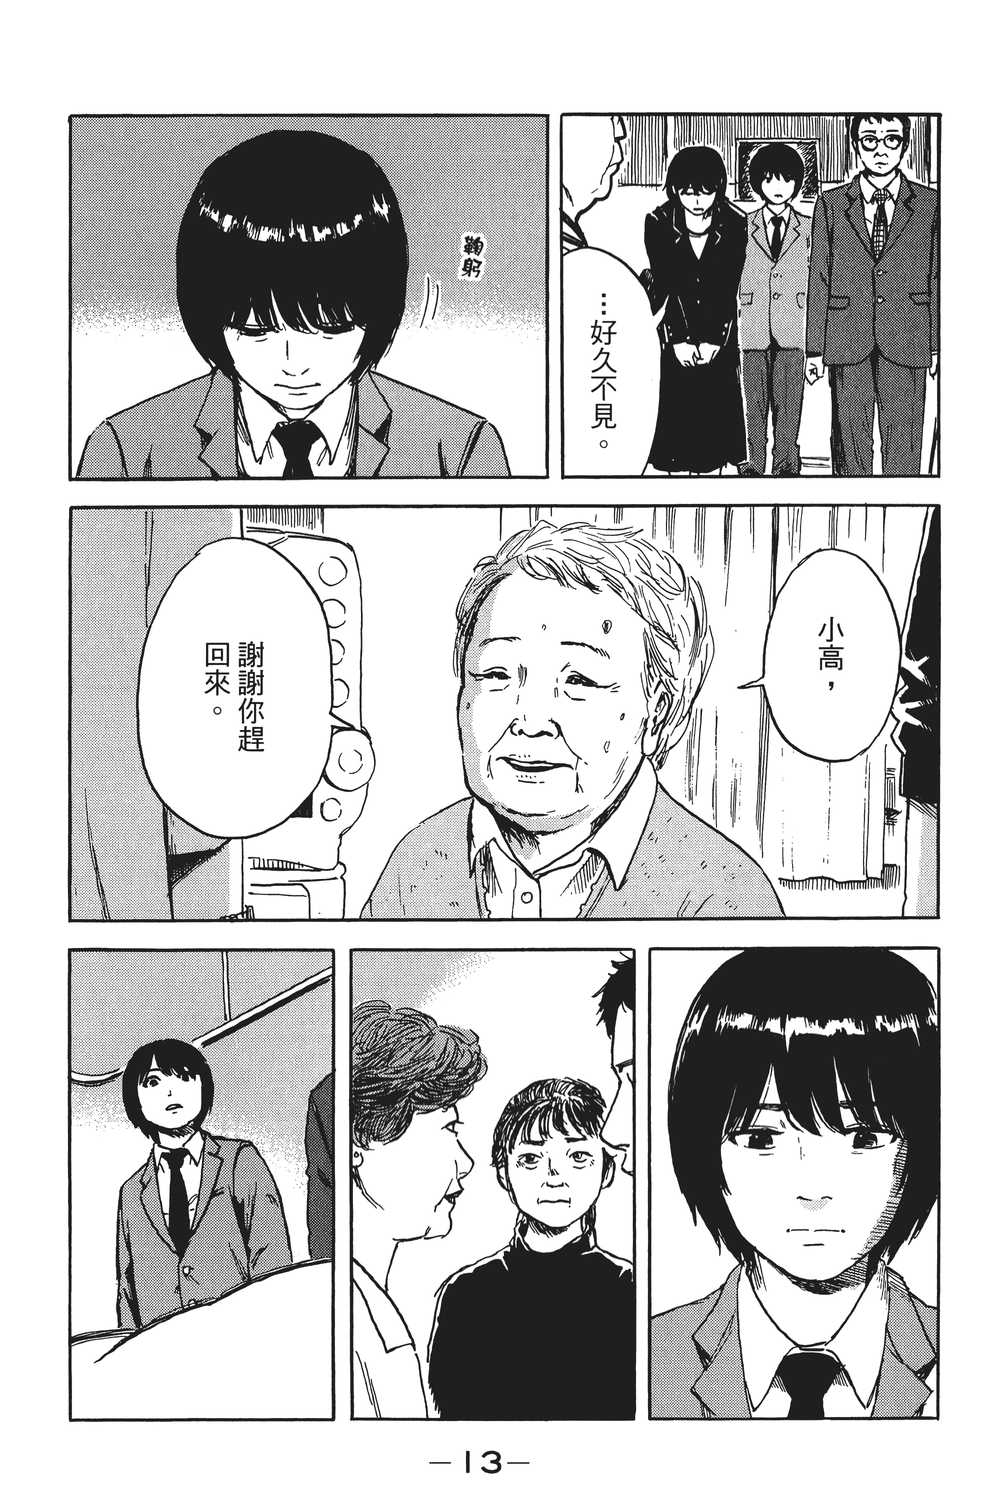 …好久不見。
鞠躬
小高，
謝謝你趕
回來。
—13—